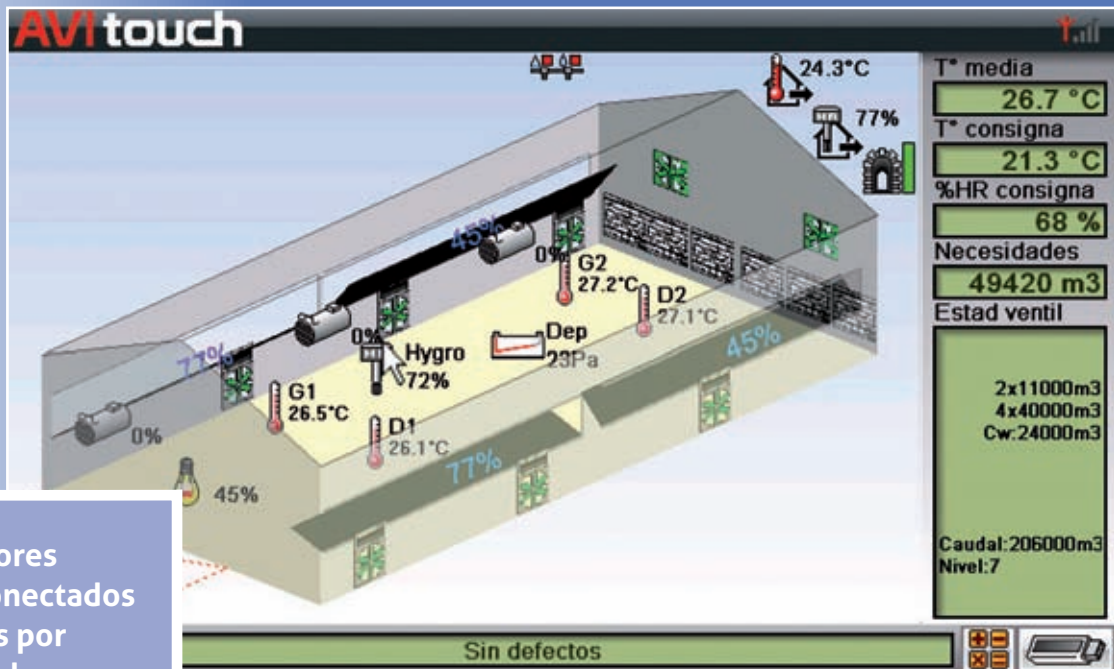 AVItouch
24.3°C
77%
T° media
26.7 °C
T° consigna
21.3 °C
%HR consigna
68 %
Necesidades
49420 m3
Estad ventil
2x11000m3
4x40000m3
Cw:24000m3
Caudal:206000m3
Nivel:7
45%
0%
G2
27.2°C
D2
27.1°C
77%
0%
Hygro
72%
Dep
23Pa
45%
G1
26.5°C
0%
D1
26.1°C
77%
45%
ores
onectados
s por
Sin defectos